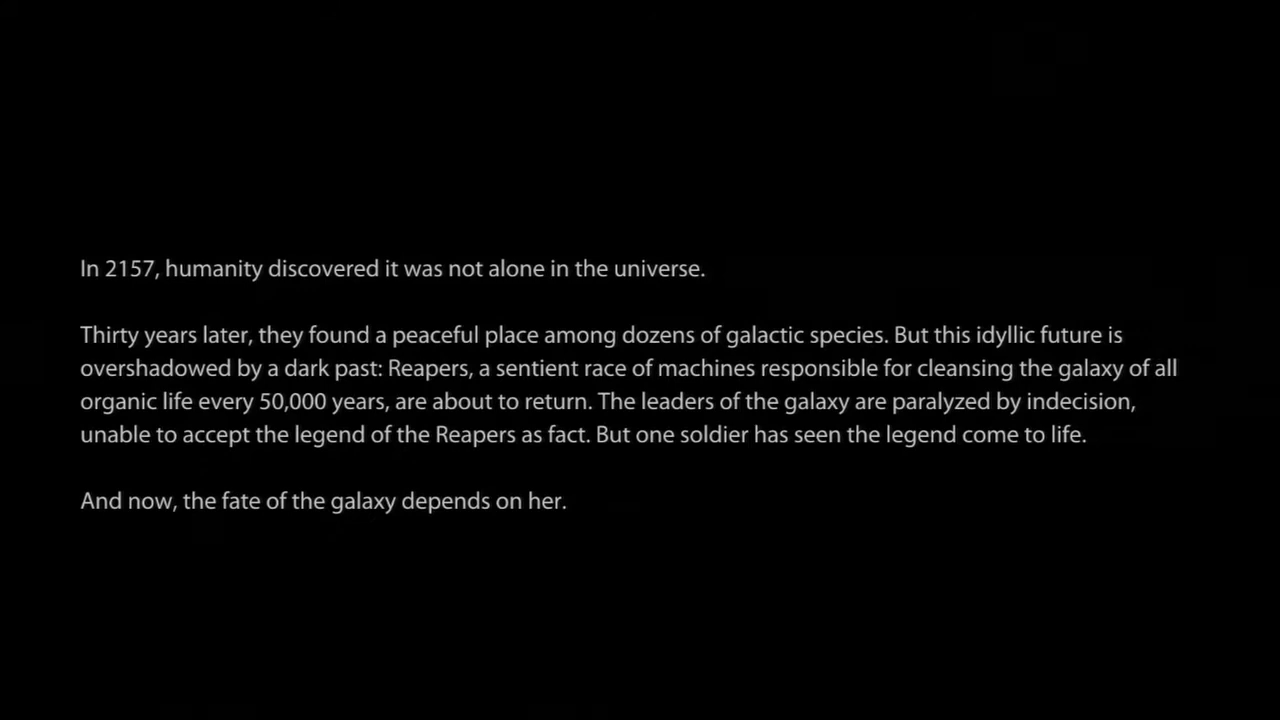 In 2157, humanity discovered it was not alone in the universe.
Thirty years later, they found a peaceful place among dozens of galactic species. But this idyllic future is
overshadowed by a dark past: Reapers, a sentient race of machines responsible for cleansing the galaxy of all
organic life every 50,000 years, are about to return. The leaders of the galaxy are paralyzed by indecision,
unable to accept the legend of the Reapers as fact. But one soldier has seen the legend come to life.
And now, the fate of the galaxy depends on her.